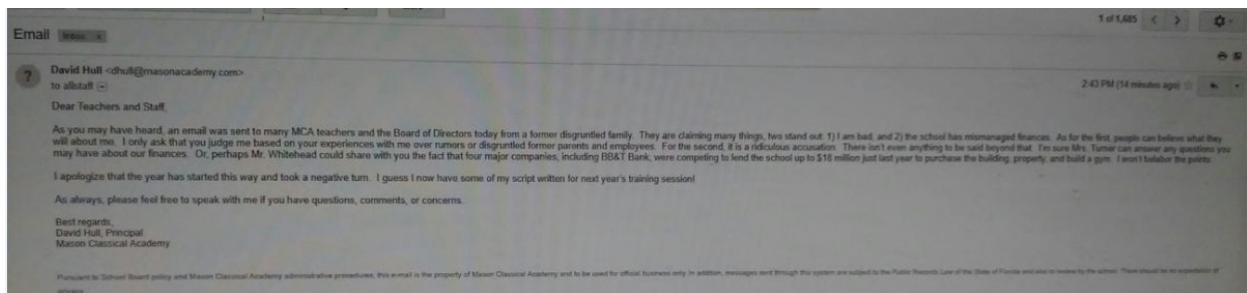 1 of 1,685
Email Inbox x
David Hull <dhull@masonacademy.com>
to allstaff
2:43 PM (14 minutes ago)
Dear Teachers and Staff,
As you may have heard, an email was sent to many MCA teachers and the Board of Directors today from a former disgruntled family. They are claiming many things, two stand out: 1) I am bad, and 2) the school has mismanaged finances. As for the first, people can believe what they
will about me. I only ask that you judge me based on your experiences with me over rumors or disgruntled former parents and employees. For the second, it is a ridiculous accusation. There isn't even anything to be said beyond that. I'm sure Mrs. Turner can answer any questions you
may have about our finances. Or, perhaps Mr. Whitehead could share with you the fact that four major companies, including BB&T Bank, were competing to lend the school up to $18 million just last year to purchase the building, property, and build a gym. I won't belabor the points.
I apologize that the year has started this way and took a negative turn. I guess I now have some of my script written for next year's training session!
As always, please feel free to speak with me if you have questions, comments, or concerns.
Best regards,
David Hull, Principal
Mason Classical Academy
Pursuant to School Board policy and Mason Classical Academy administrative procedures, this e-mail is the property of Mason Classical Academy and to be used for official business only. In addition, messages sent through this system are subject to the Public Records Law of the State of Florida and also to review by the school. There should be no expectation of
privacy.